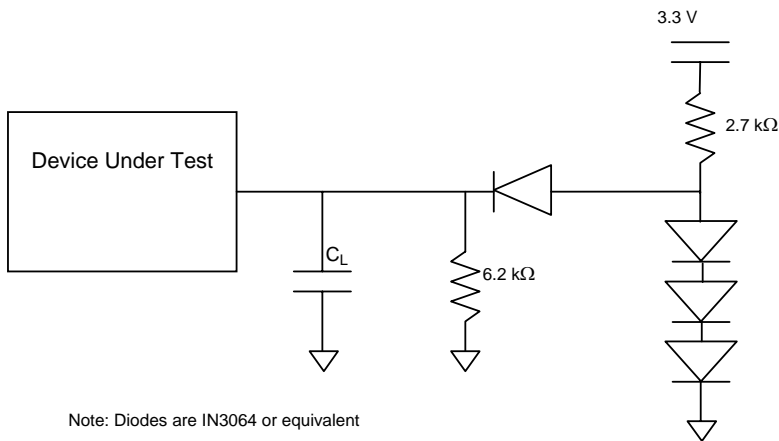 3.3 V
2.7 kΩ
Device Under Test
CL
6.2 kΩ
Note: Diodes are IN3064 or equivalent